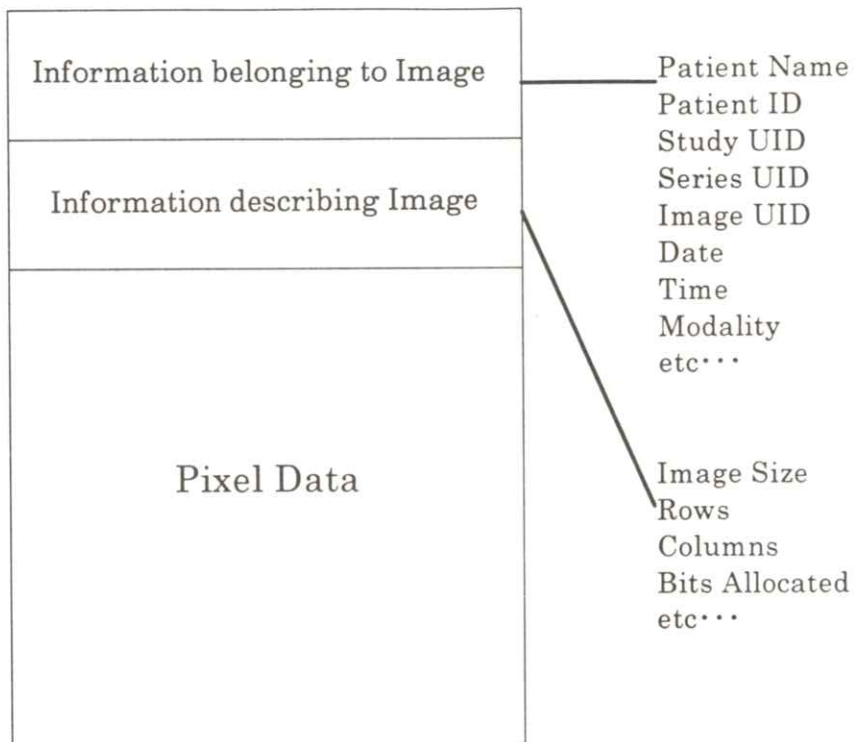 Information belonging to Image
Patient Name
Patient ID
Study UID
Series UID
Image UID
Date
Time
Modality
etc···
Information describing Image
Image Size
Rows
Columns
Bits Allocated
etc···
Pixel Data